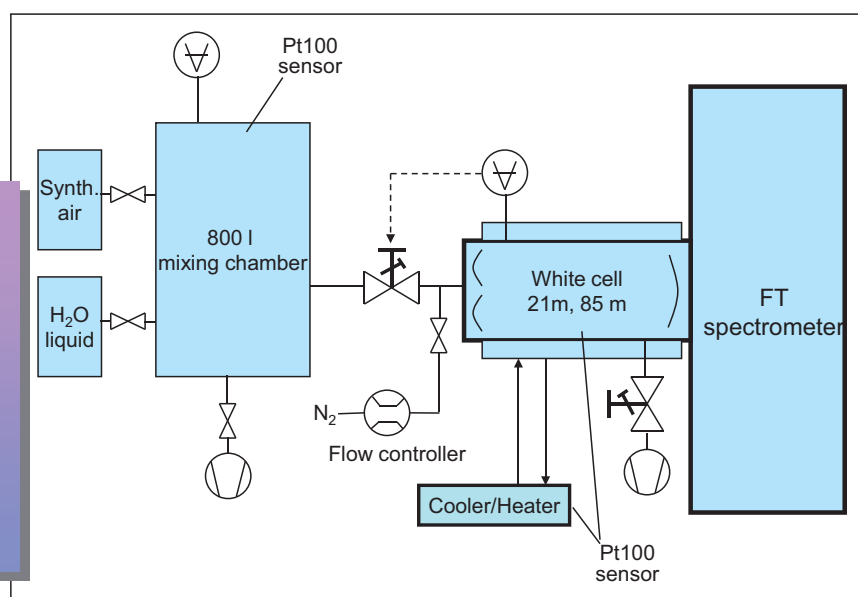 Pt100
sensor
Synth.
air
800 l
mixing chamber
H₂O
liquid
White cell
21m, 85 m
FT
spectrometer
N₂
Flow controller
Cooler/Heater
Pt100
sensor